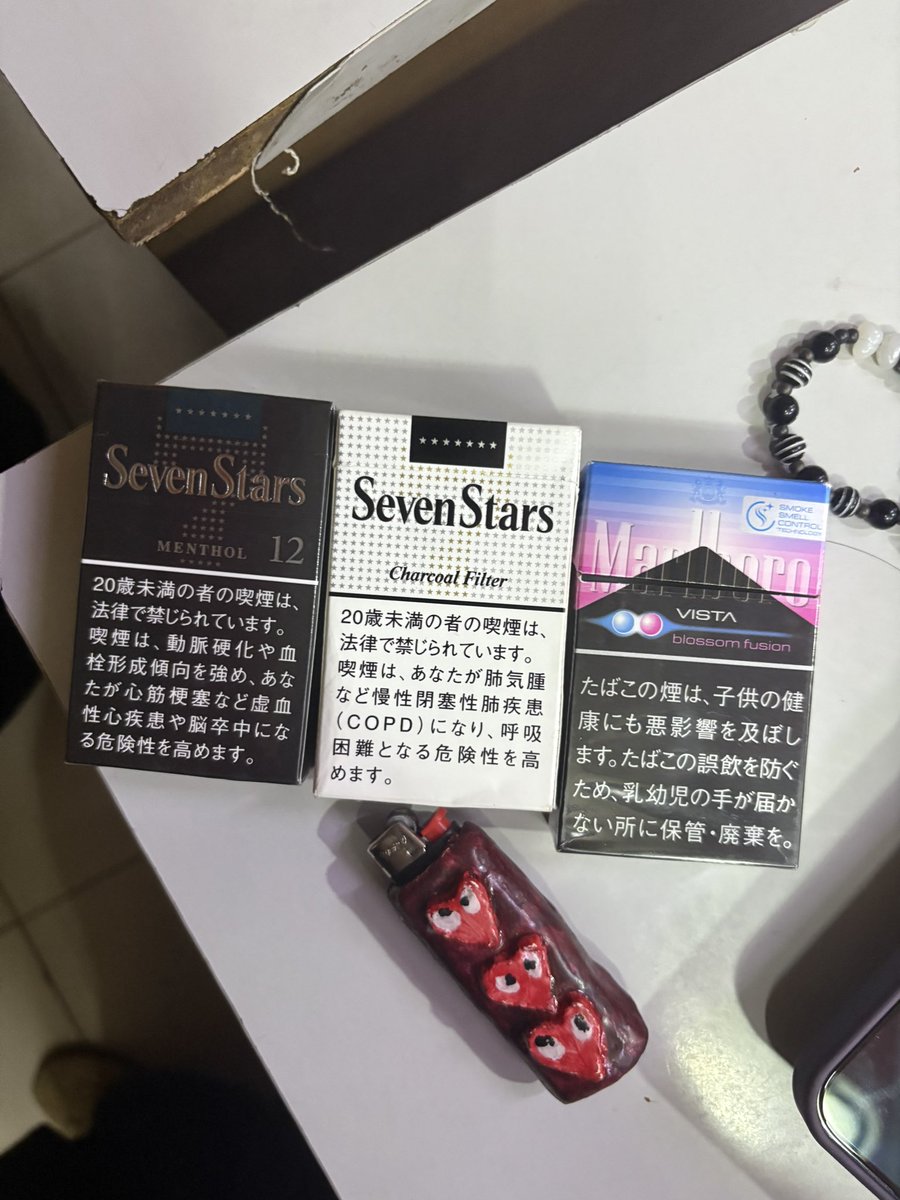 SevenStars
MENTHOL 12
20歳未満の者の喫煙は、
法律で禁じられています。
喫煙は、動脈硬化や血
栓形成傾向を強め、あな
たが心筋梗塞など虚血
性心疾患や脳卒中にな
る危険性を高めます。
SevenStars
Charcoal Filter
20歳未満の者の喫煙は、
法律で禁じられています。
喫煙は、あなたが肺気腫
など慢性閉塞性肺疾患
(COPD)になり、呼吸
困難となる危険性を高
めます。
SMOKE
SMELL
CONTROL
TECHNOLOGY
Marlboro
VISTA
blossom fusion
たばこの煙は、子供の健
康にも悪影響を及ぼし
ます。たばこの誤飲を防ぐ
ため、乳幼児の手が届か
ない所に保管・廃棄を。